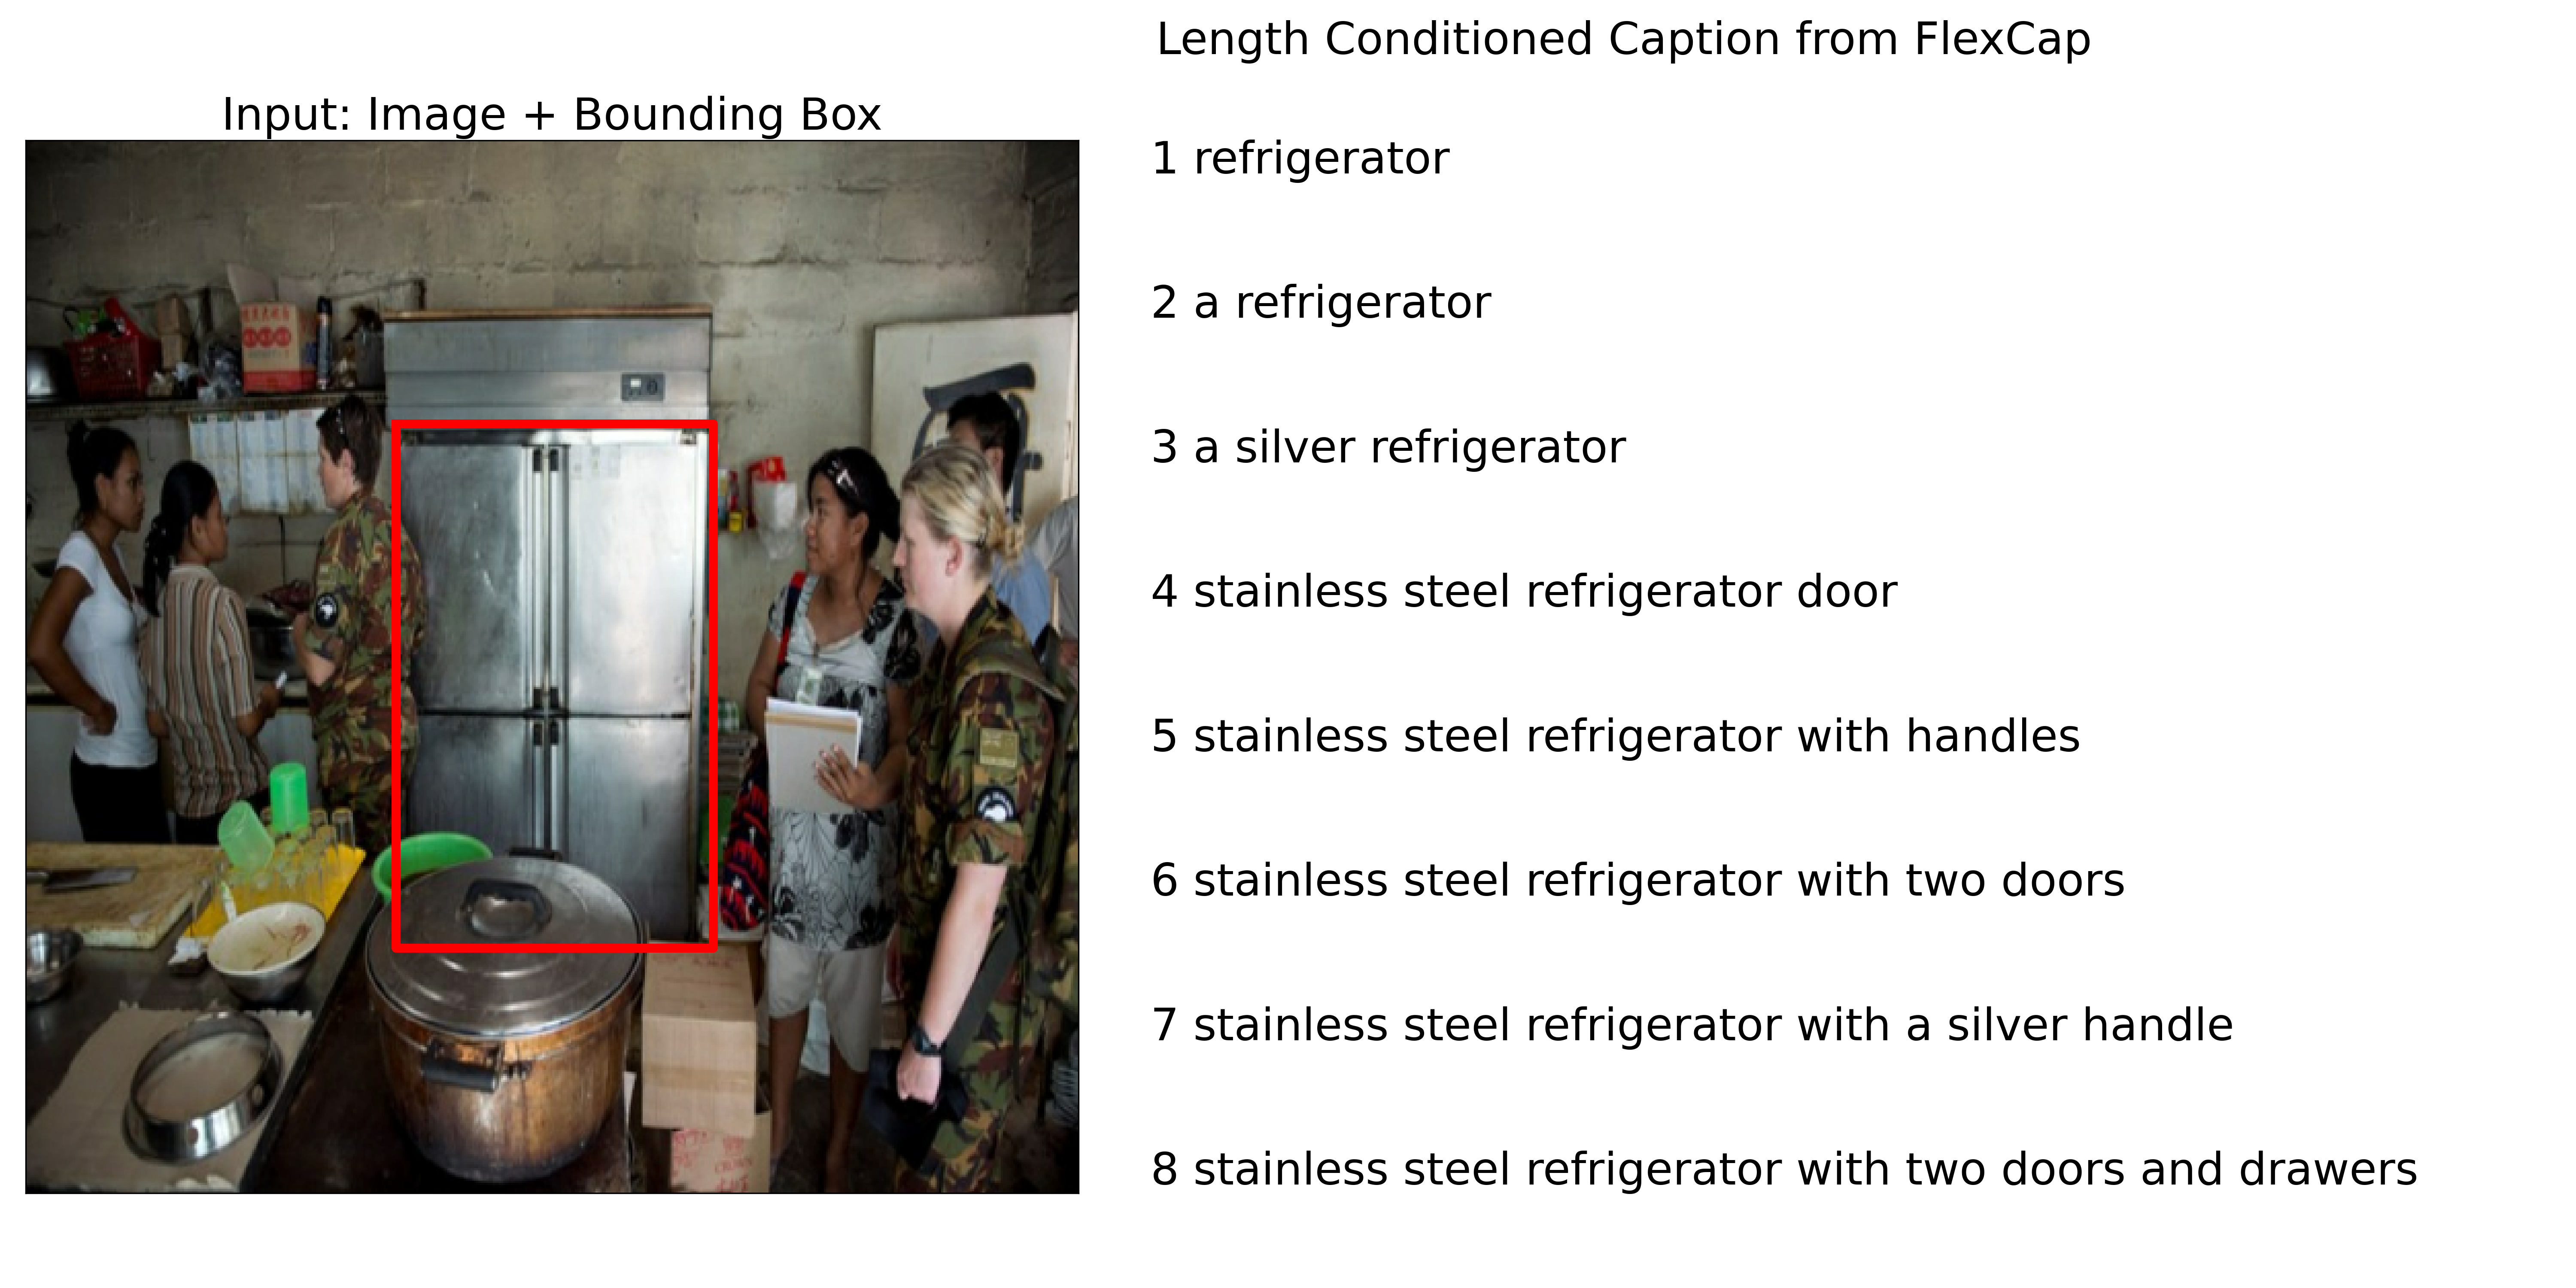 Length Conditioned Caption from FlexCap
Input: Image + Bounding Box
1 refrigerator
2 a refrigerator
3 a silver refrigerator
4 stainless steel refrigerator door
5 stainless steel refrigerator with handles
6 stainless steel refrigerator with two doors
7 stainless steel refrigerator with a silver handle
8 stainless steel refrigerator with two doors and drawers